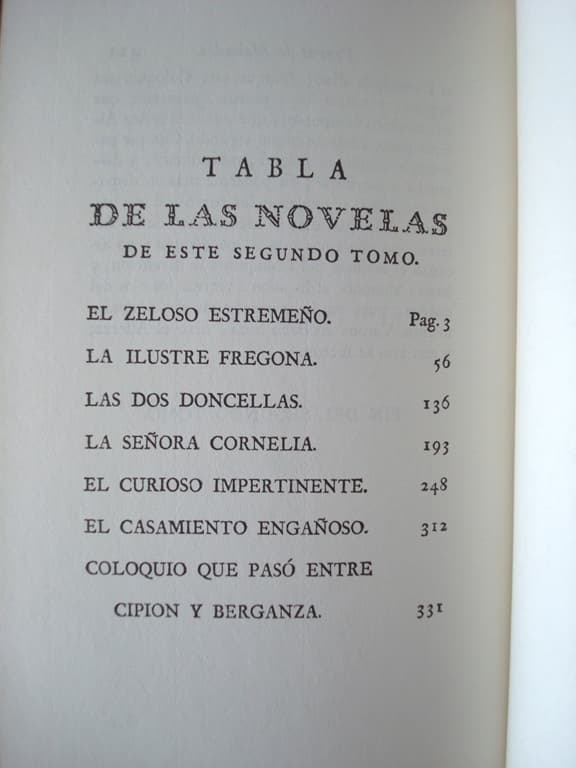 TABLA
DE LAS NOVELAS
DE ESTE SEGUNDO TOMO.
EL ZELOSO ESTREMEÑO. Pag. 3
LA ILUSTRE FREGONA. 56
LAS DOS DONCELLAS. 136
LA SEÑORA CORNELIA. 193
EL CURIOSO IMPERTINENTE. 248
EL CASAMIENTO ENGAÑOSO. 312
COLOQUIO QUE PASÓ ENTRE
CIPION Y BERGANZA. 331